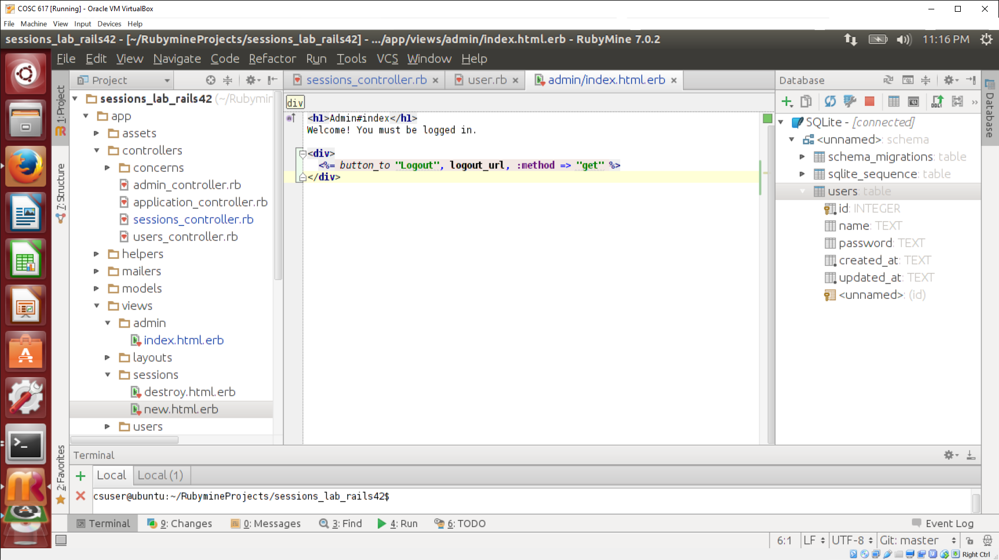 COSC 617 [Running] - Oracle VM VirtualBox
File Machine View Input Devices Help
sessions_lab_rails42 - [~/RubymineProjects/sessions_lab_rails42] - .../app/views/admin/index.html.erb - RubyMine 7.0.2 11:16 PM
File Edit View Navigate Code Refactor Run Tools VCS Window Help
Project
sessions_controller.rb
user.rb
admin/index.html.erb
Database
1: Project
7: Structure
2: Favorites
sessions_lab_rails42 (~/Rubymin
app
assets
controllers
concerns
admin_controller.rb
application_controller.rb
sessions_controller.rb
users_controller.rb
helpers
mailers
models
views
admin
index.html.erb
layouts
sessions
destroy.html.erb
new.html.erb
users
div
<h1>Admin#index</h1>
Welcome! You must be logged in.
<div>
<%= button_to "Logout", logout_url, :method => "get" %>
</div>
SQLite - [connected]
<unnamed>: schema
schema_migrations: table
sqlite_sequence: table
users: table
id: INTEGER
name: TEXT
password: TEXT
created_at: TEXT
updated_at: TEXT
<unnamed>: (id)
Database
Terminal
Local Local (1)
csuser@ubuntu:~/RubymineProjects/sessions_lab_rails42$
Terminal 9: Changes 0: Messages 3: Find 4: Run 6: TODO Event Log
6:1 LF UTF-8 Git: master
Right Ctrl